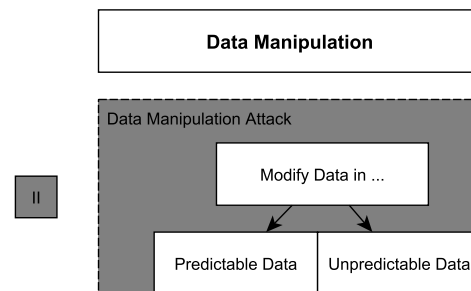 Data Manipulation
Data Manipulation Attack
Modify Data in ...
II
Predictable Data
Unpredictable Data